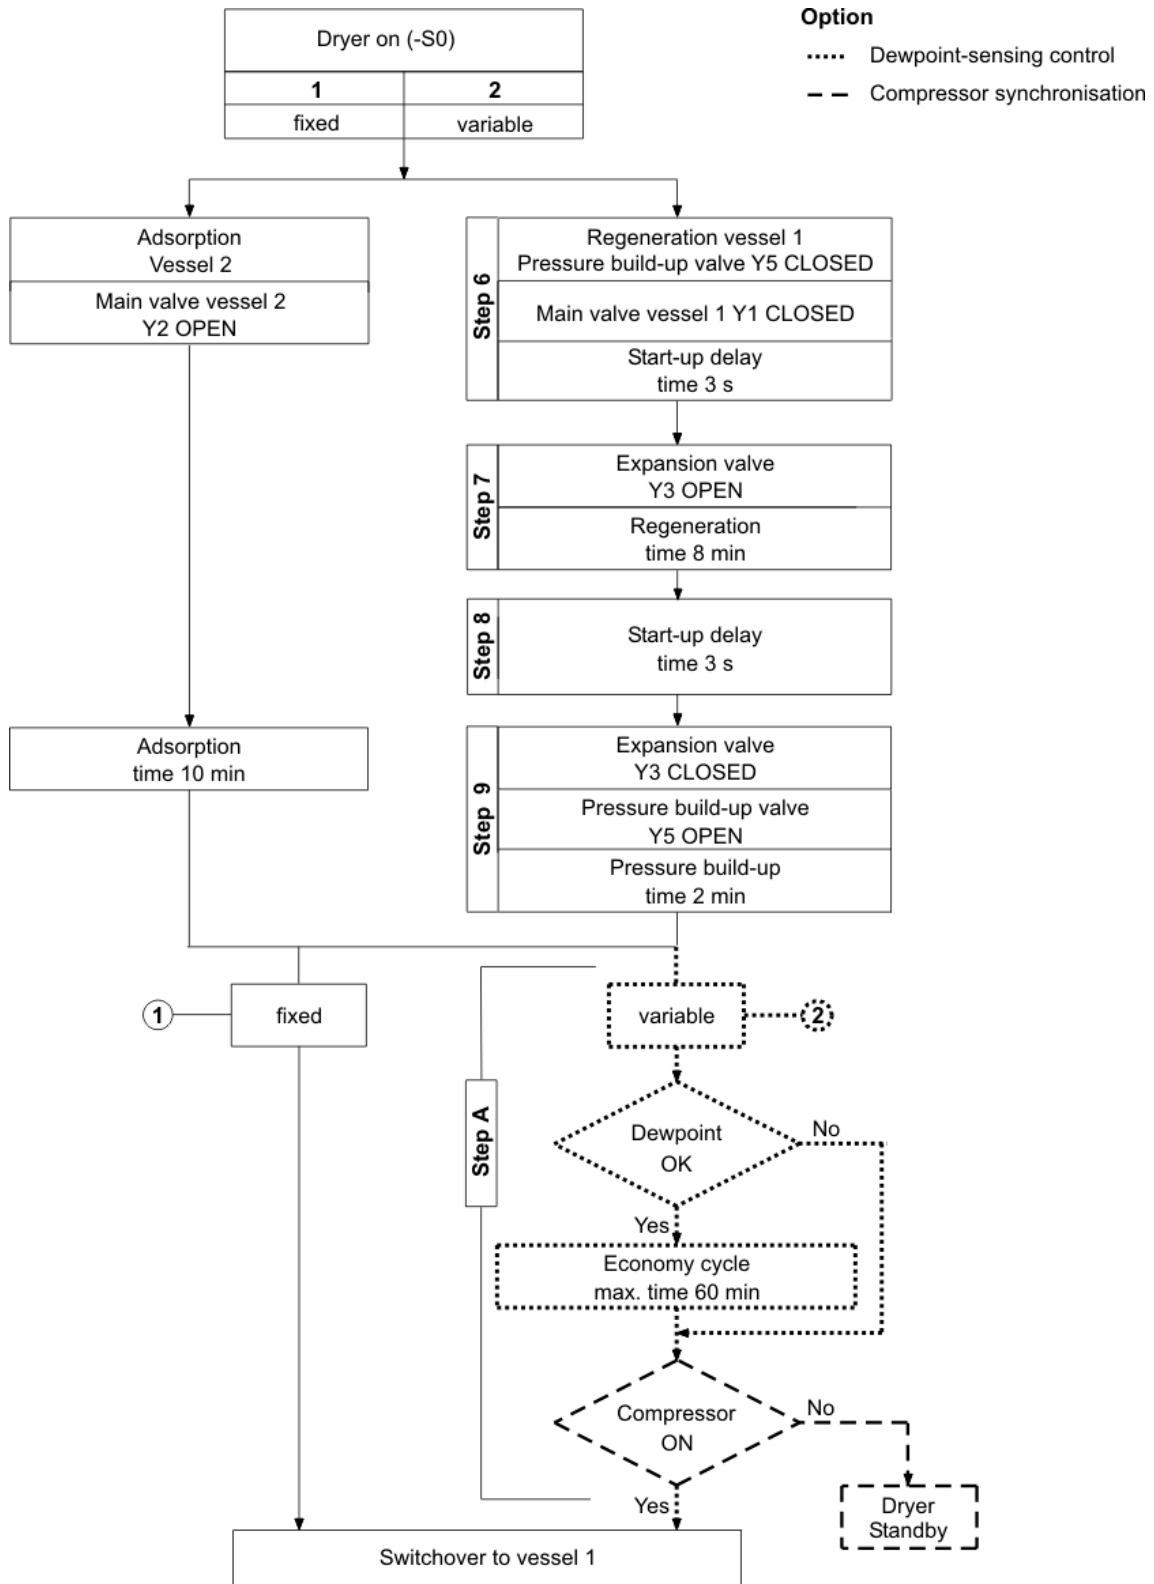 Option
Dewpoint-sensing control
Compressor synchronisation
Dryer on (-S0)
1 2
fixed variable
Adsorption
Vessel 2
Main valve vessel 2
Y2 OPEN
Step 6
Regeneration vessel 1
Pressure build-up valve Y5 CLOSED
Main valve vessel 1 Y1 CLOSED
Start-up delay
time 3 s
Step 7
Expansion valve
Y3 OPEN
Regeneration
time 8 min
Step 8
Start-up delay
time 3 s
Adsorption
time 10 min
Step 9
Expansion valve
Y3 CLOSED
Pressure build-up valve
Y5 OPEN
Pressure build-up
time 2 min
1 fixed
variable 2
Step A
Dewpoint
OK
No
Yes
Economy cycle
max. time 60 min
Compressor
ON
No
Yes
Dryer
Standby
Switchover to vessel 1